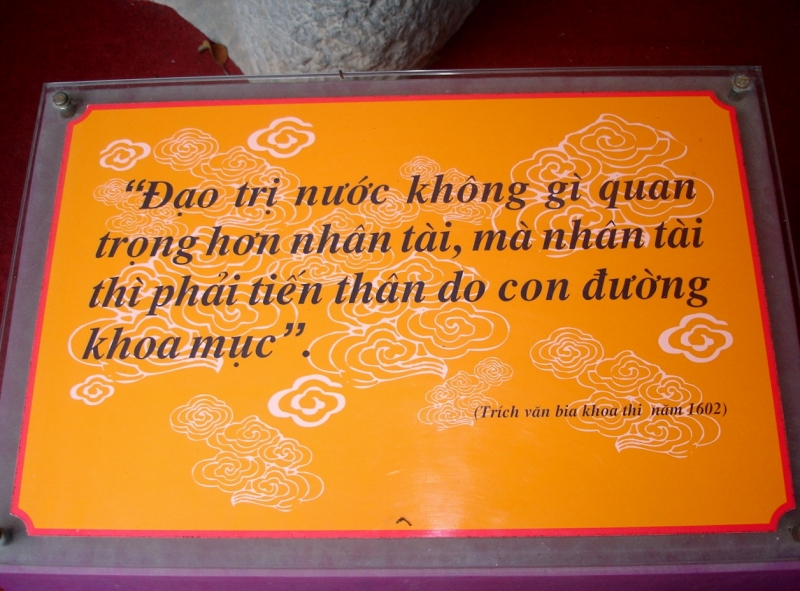 “Đạo trị nước không gì quan
trọng hơn nhân tài, mà nhân tài
thì phải tiến thân do con đường
khoa mục”.
(Trích văn bia khoa thi năm 1602)